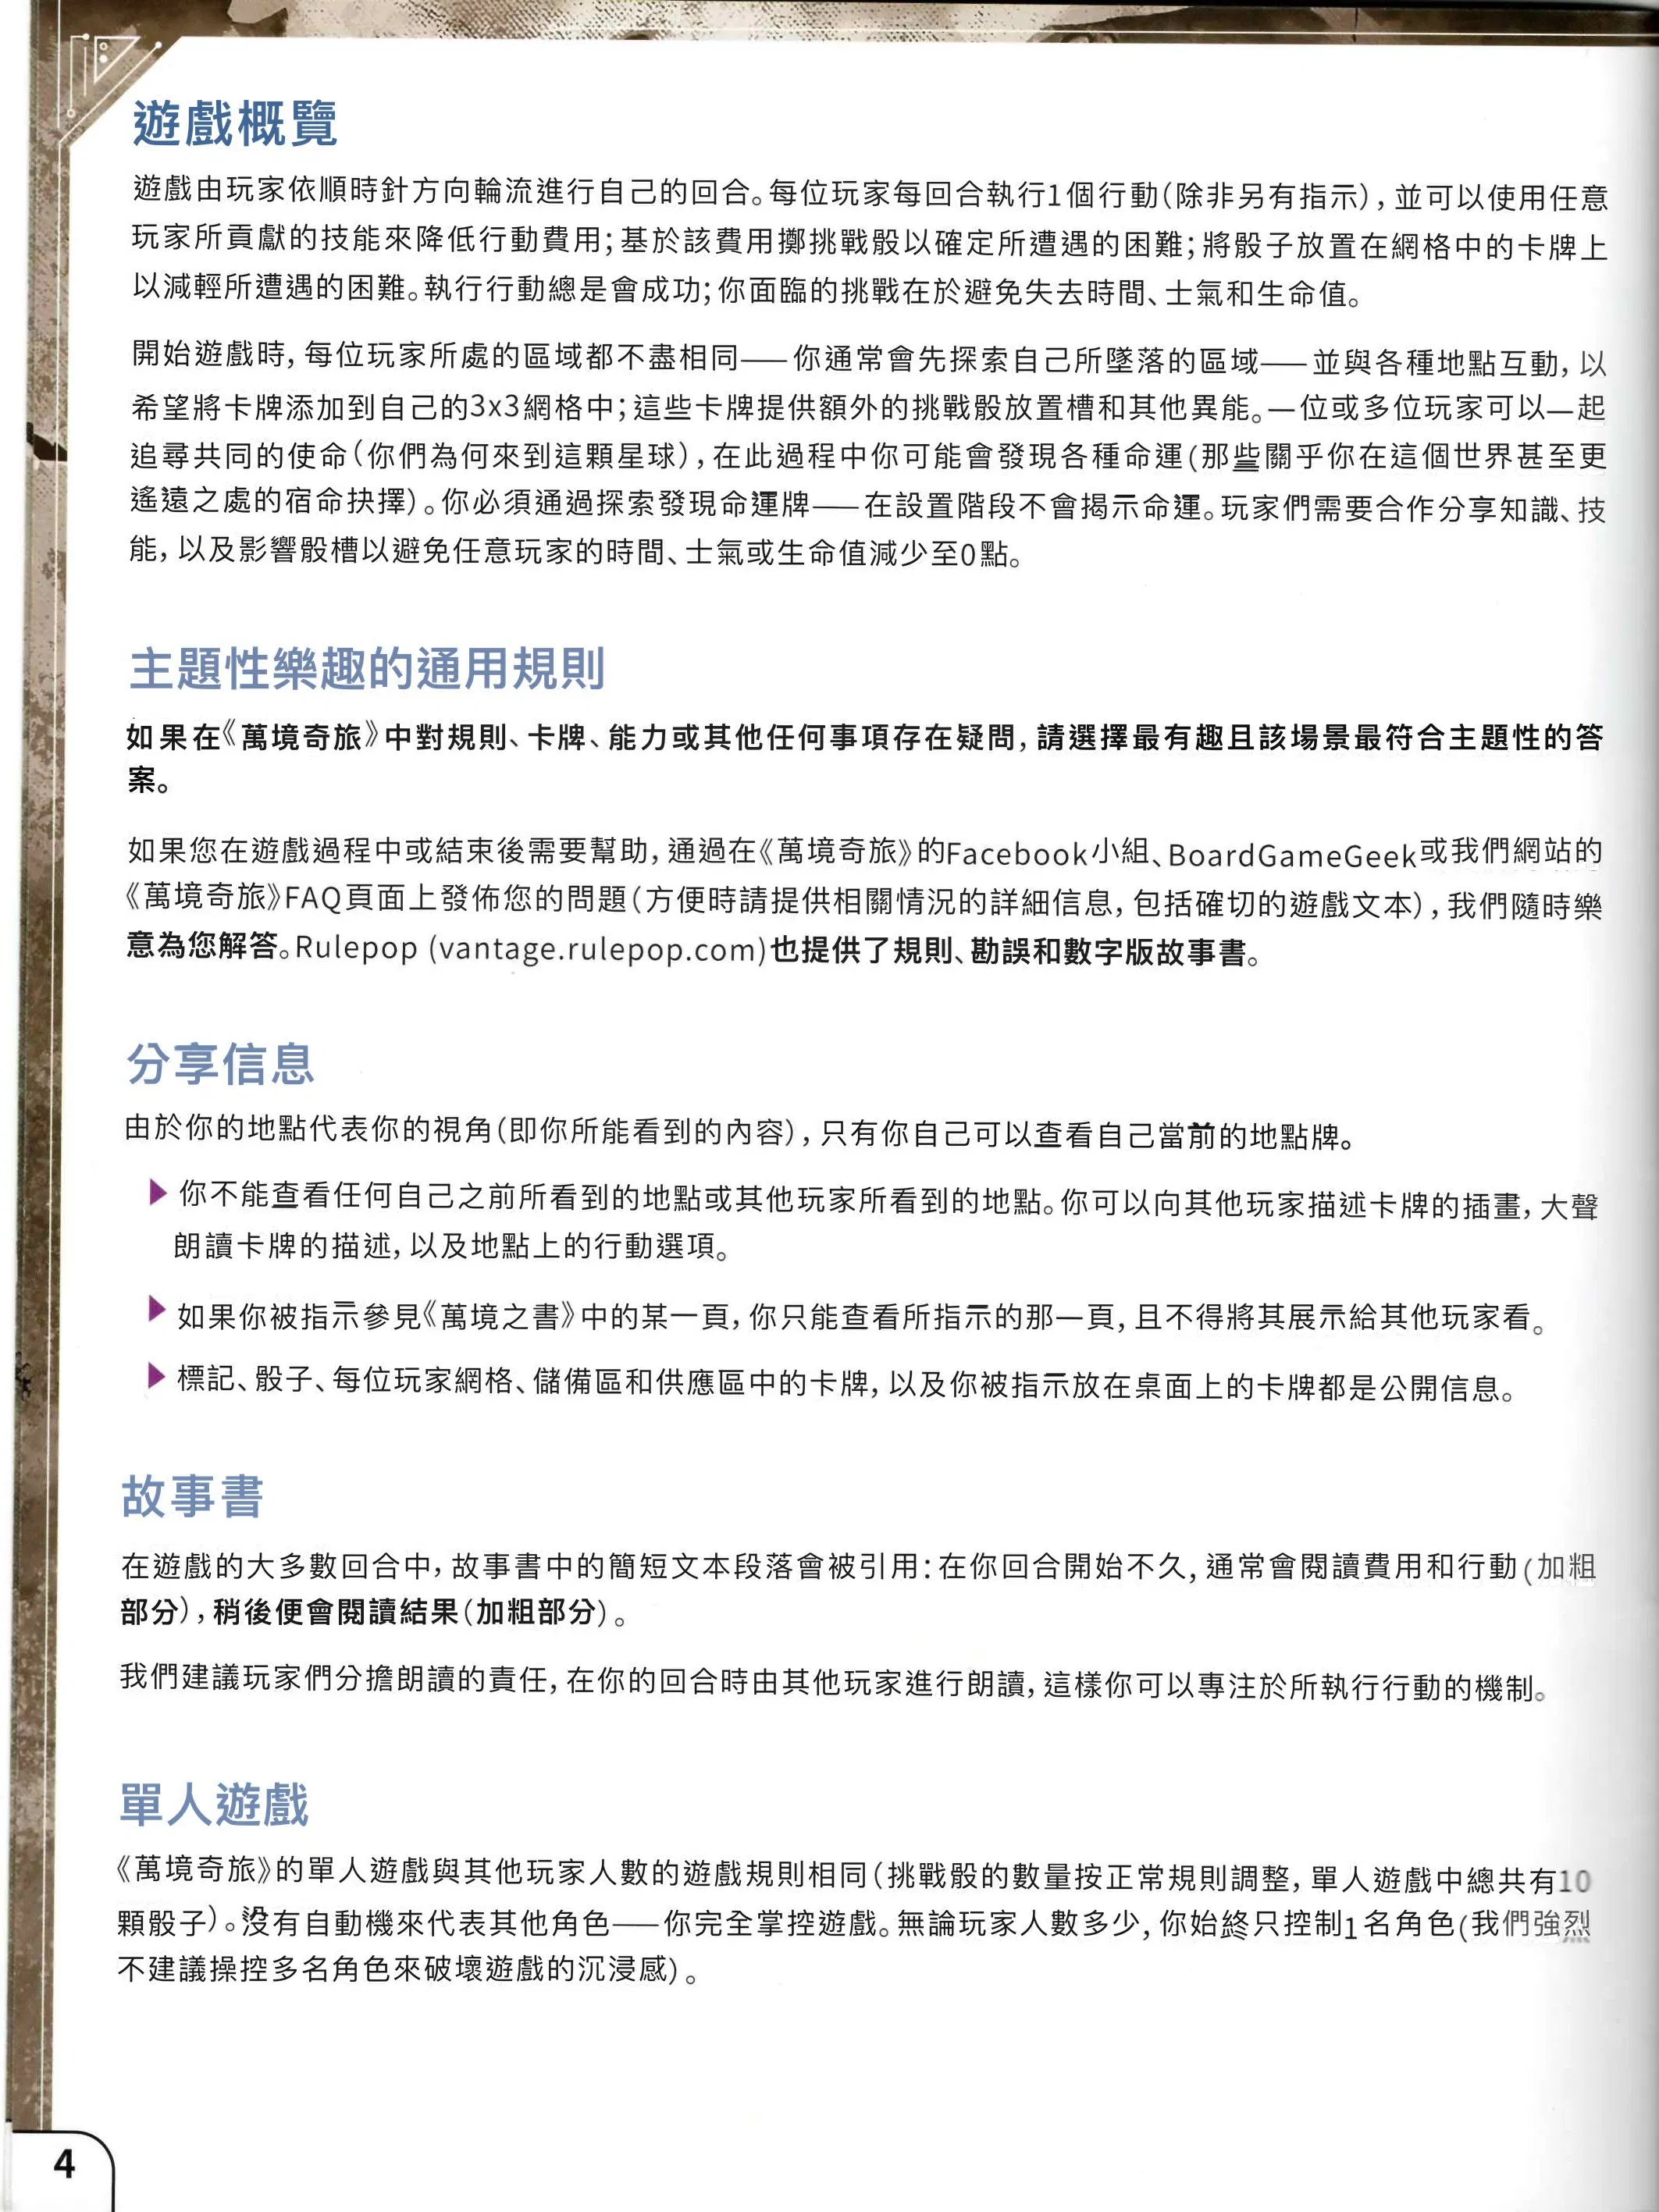 遊戲概覽
遊戲由玩家依順時針方向輪流進行自己的回合。每位玩家每回合執行1個行動(除非另有指示),並可以使用任意
玩家所貢獻的技能來降低行動費用;基於該費用擲挑戰骰以確定所遭遇的困難;將骰子放置在網格中的卡牌上
以減輕所遭遇的困難。執行行動總是會成功;你面臨的挑戰在於避免失去時間、士氣和生命值。
開始遊戲時,每位玩家所處的區域都不盡相同——你通常會先探索自己所墜落的區域——並與各種地點互動,以
希望將卡牌添加到自己的3x3網格中;這些卡牌提供額外的挑戰骰放置槽和其他異能。一位或多位玩家可以一起
追尋共同的使命(你們為何來到這顆星球),在此過程中你可能會發現各種命運(那些關乎你在這個世界甚至更
遙遠之處的宿命抉擇)。你必須通過探索發現命運牌——在設置階段不會揭示命運。玩家們需要合作分享知識、技
能,以及影響骰槽以避免任意玩家的時間、士氣或生命值減少至0點。
主題性樂趣的通用規則
如果在《萬境奇旅》中對規則、卡牌、能力或其他任何事項存在疑問,請選擇最有趣且該場景最符合主題性的答
案。
如果您在遊戲過程中或結束後需要幫助,通過在《萬境奇旅》的Facebook小組、BoardGameGeek或我們網站的
《萬境奇旅》FAQ頁面上發佈您的問題(方便時請提供相關情況的詳細信息,包括確切的遊戲文本),我們隨時樂
意為您解答。Rulepop (vantage.rulepop.com)也提供了規則、勘誤和數字版故事書。
分享信息
由於你的地點代表你的視角(即你所能看到的內容),只有你自己可以查看自己當前的地點牌。
▶ 你不能查看任何自己之前所看到的地點或其他玩家所看到的地點。你可以向其他玩家描述卡牌的插畫,大聲
朗讀卡牌的描述,以及地點上的行動選項。
▶ 如果你被指示參見《萬境之書》中的某一頁,你只能查看所指示的那一頁,且不得將其展示給其他玩家看。
▶ 標記、骰子、每位玩家網格、儲備區和供應區中的卡牌,以及你被指示放在桌面上的卡牌都是公開信息。
故事書
在遊戲的大多數回合中,故事書中的簡短文本段落會被引用:在你回合開始不久,通常會閱讀費用和行動(加粗
部分),稍後便會閱讀結果(加粗部分)。
我們建議玩家們分擔朗讀的責任,在你的回合時由其他玩家進行朗讀,這樣你可以專注於所執行行動的機制。
單人遊戲
《萬境奇旅》的單人遊戲與其他玩家人數的遊戲規則相同(挑戰骰的數量按正常規則調整,單人遊戲中總共有10
顆骰子)。沒有自動機來代表其他角色——你完全掌控遊戲。無論玩家人數多少,你始終只控制1名角色(我們強烈
不建議操控多名角色來破壞遊戲的沉浸感)。
4